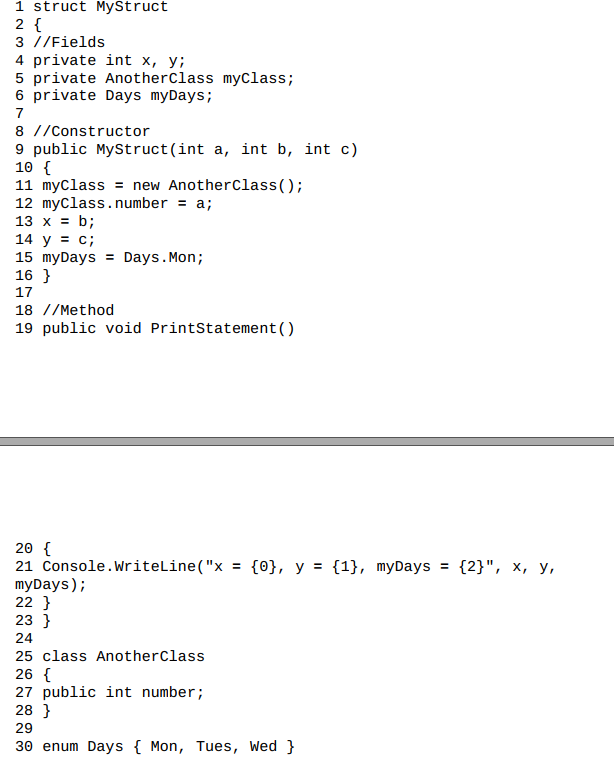 1 struct MyStruct
2 {
3 //Fields
4 private int x, y;
5 private AnotherClass myClass;
6 private Days myDays;
7
8 //Constructor
9 public MyStruct(int a, int b, int c)
10 {
11 myClass = new AnotherClass();
12 myClass.number = a;
13 x = b;
14 y = c;
15 myDays = Days.Mon;
16 }
17
18 //Method
19 public void PrintStatement()
20 {
21 Console.WriteLine("x = {0}, y = {1}, myDays = {2}", x, y,
myDays);
22 }
23 }
24
25 class AnotherClass
26 {
27 public int number;
28 }
29
30 enum Days { Mon, Tues, Wed }